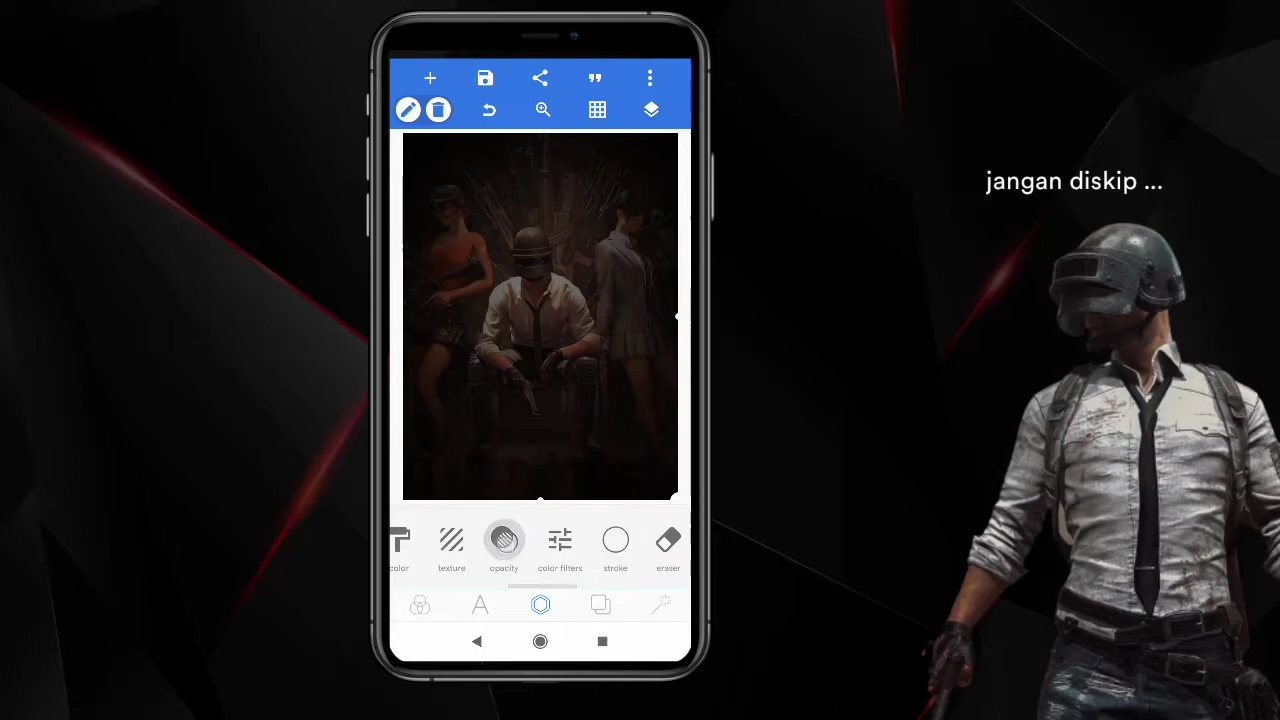 jangan diskip ...
color
texture
opacity
color filters
stroke
eraser